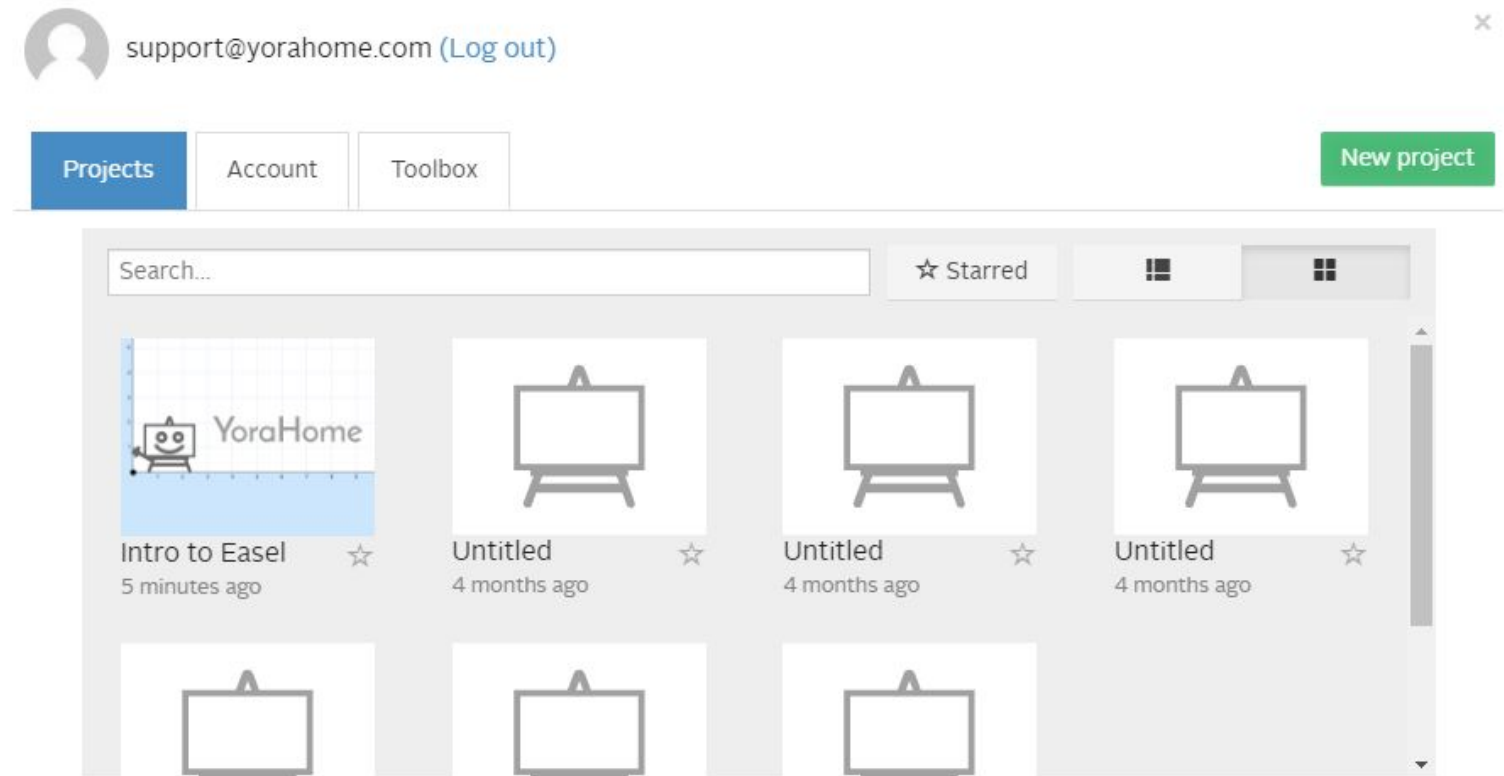 support@yorahome.com (Log out)
×
Projects Account Toolbox New project
Search... ☆ Starred
YoraHome
Intro to Easel Untitled Untitled Untitled
5 minutes ago 4 months ago 4 months ago 4 months ago